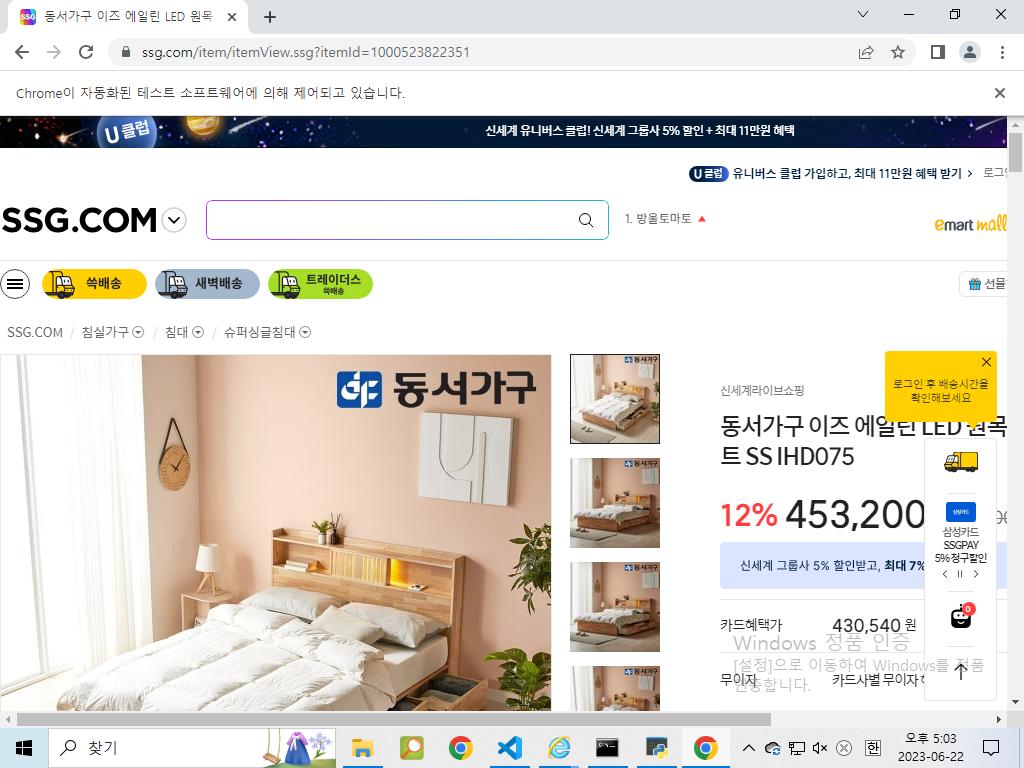 동서가구 이즈 에일린 LED 원목
ssg.com/item/itemView.ssg?itemId=1000523822351
Chrome이 자동화된 테스트 소프트웨어에 의해 제어되고 있습니다.
U 클럽
신세계 유니버스 클럽! 신세계 그룹사 5% 할인 + 최대 11만원 혜택
U 클럽 유니버스 클럽 가입하고, 최대 11만원 혜택 받기 > 로그인
SSG.COM
1. 방울토마토
emart mall
쓱배송
새벽배송
트레이더스
쓱배송
선물
SSG.COM / 침실가구 / 침대 / 슈퍼싱글침대
동서가구
로그인 후 배송시간을
확인해보세요
신세계라이브쇼핑
동서가구 이즈 에일린 LED 원목
트 SS IHD075
12% 453,200
삼성카드
SSGPAY
5% 청구할인
신세계 그룹사 5% 할인받고, 최대 7%
0
카드혜택가 430,540 원
Windows 정품 인증
[설정]으로 이동하여 Windows를 정품
인증합니다.
무이자 카드사별 무이자
찾기
한
오후 5:03
2023-06-22